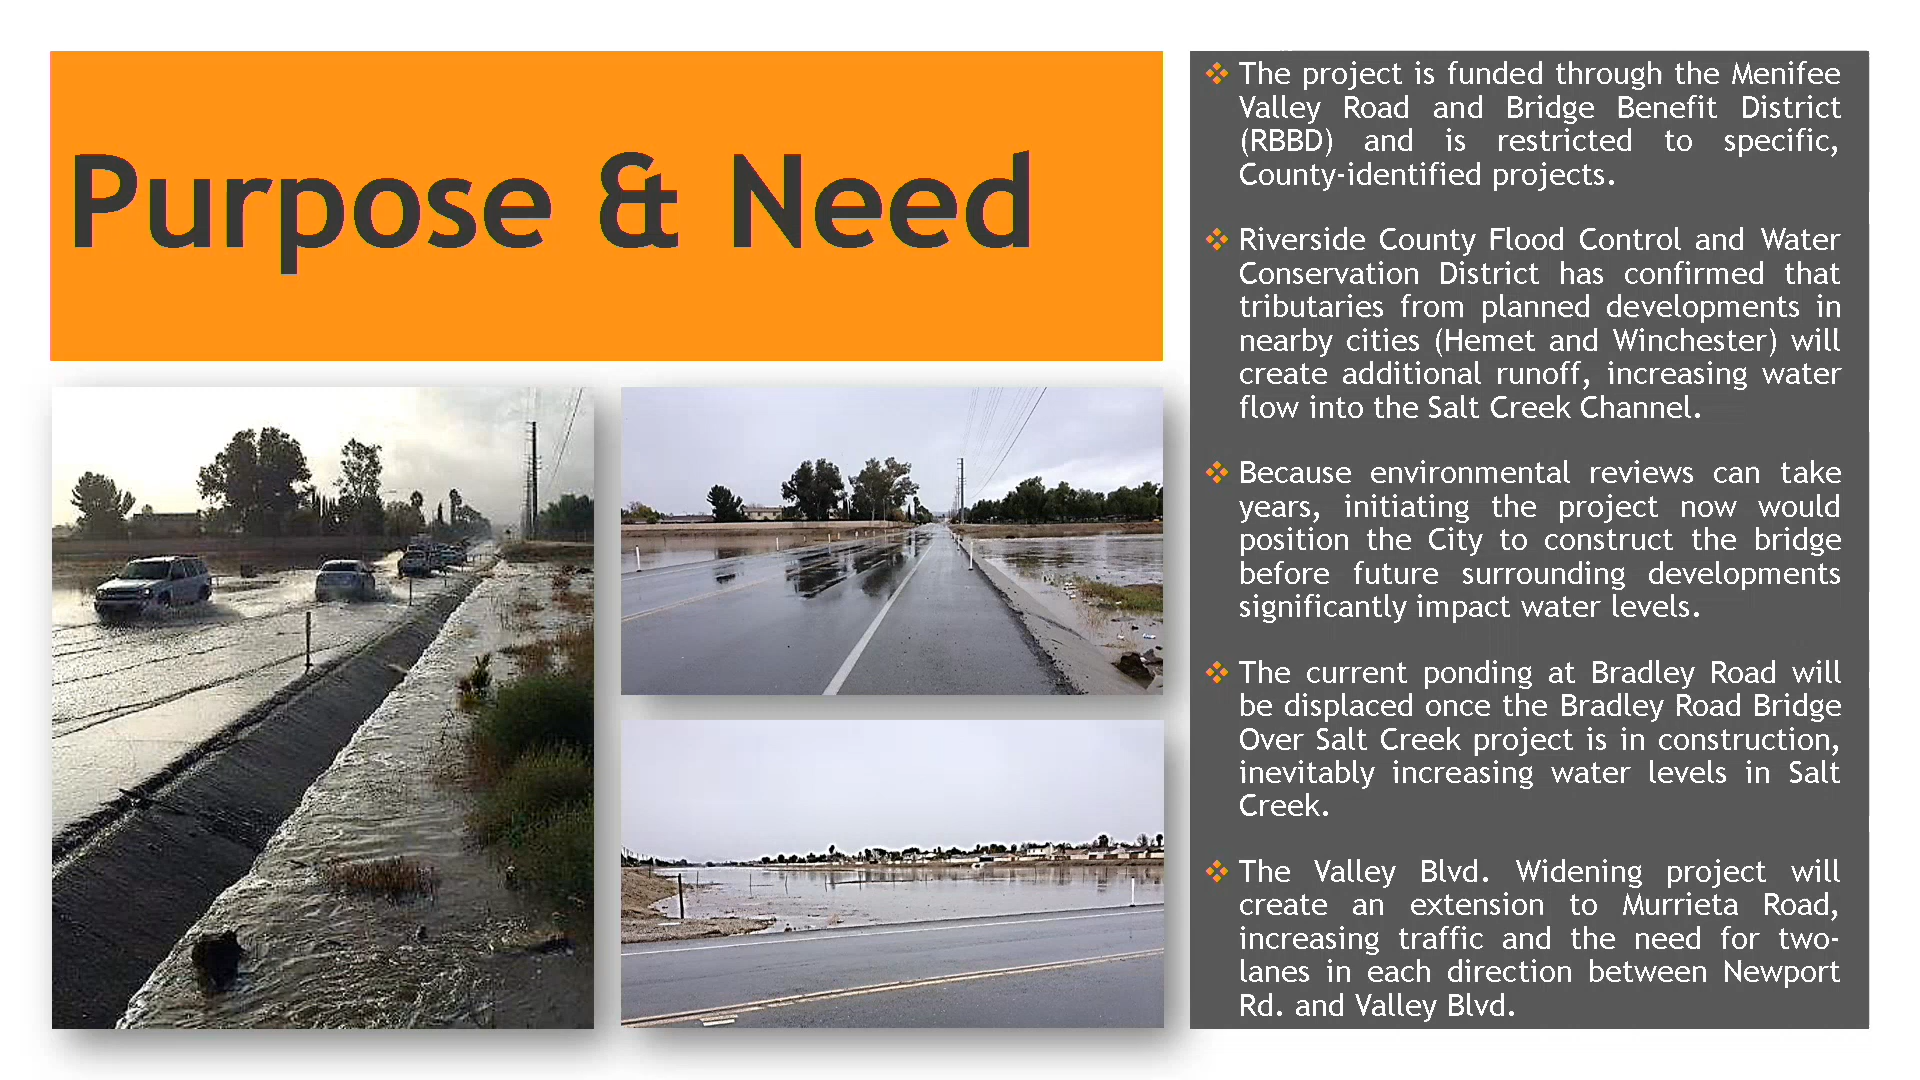 Purpose & Need
The project is funded through the Menifee
Valley Road and Bridge Benefit District
(RBBD) and is restricted to specific,
County-identified projects.
Riverside County Flood Control and Water
Conservation District has confirmed that
tributaries from planned developments in
nearby cities (Hemet and Winchester) will
create additional runoff, increasing water
flow into the Salt Creek Channel.
Because environmental reviews can take
years, initiating the project now would
position the City to construct the bridge
before future surrounding developments
significantly impact water levels.
The current ponding at Bradley Road will
be displaced once the Bradley Road Bridge
Over Salt Creek project is in construction,
inevitably increasing water levels in Salt
Creek.
The Valley Blvd. Widening project will
create an extension to Murrieta Road,
increasing traffic and the need for two-
lanes in each direction between Newport
Rd. and Valley Blvd.